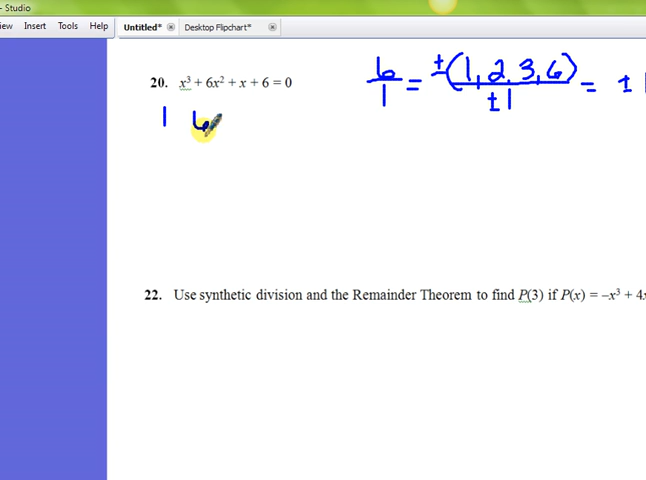 - Studio
iew Insert Tools Help Untitled* Desktop Flipchart*
20. x³ + 6x² + x + 6 = 0
6/1 = ±(1, 2, 3, 6)/±1 = ±
1 6
22. Use synthetic division and the Remainder Theorem to find P(3) if P(x) = –x³ + 4x